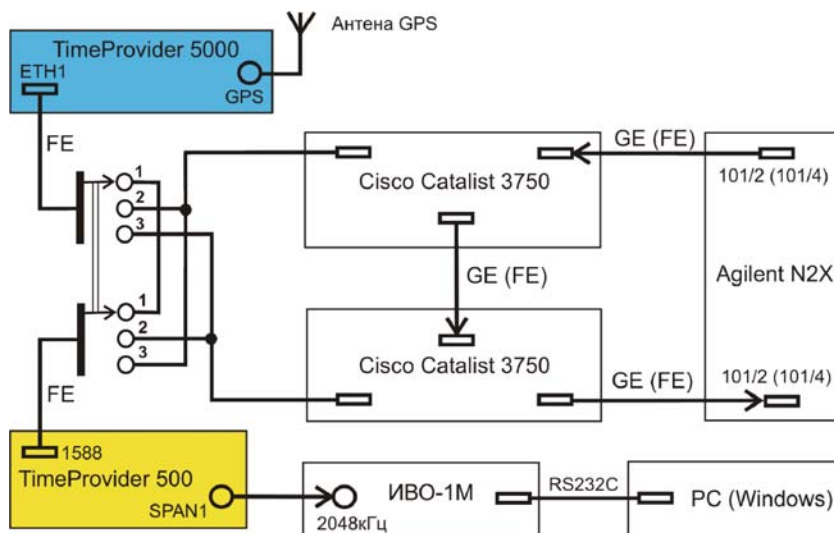 Антена GPS
TimeProvider 5000
ETH1
GPS
FE
1
2
3
1
2
3
FE
Cisco Catalist 3750
GE (FE)
101/2 (101/4)
Agilent N2X
GE (FE)
Cisco Catalist 3750
GE (FE)
101/2 (101/4)
1588
TimeProvider 500
SPAN1
ИВО-1М
2048кГц
RS232C
PC (Windows)